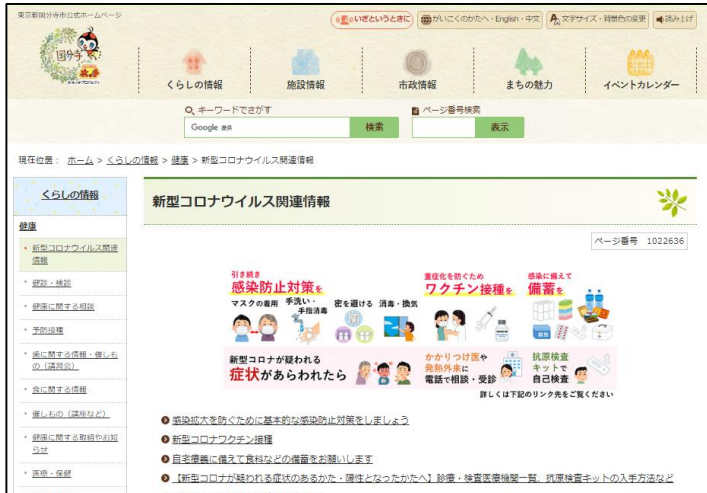 東京都国分寺市公式ホームページ
いざというときに
がいこくのかたへ・English・中文
文字サイズ・背景色の変更
読み上げ
国分寺
くらしの情報
施設情報
市政情報
まちの魅力
イベントカレンダー
キーワードでさがす
ページ番号検索
Google 提供
検索
表示
現在位置： ホーム > くらしの情報 > 健康 > 新型コロナウイルス関連情報
くらしの情報
健康
新型コロナウイルス関連
情報
健診・検診
健康に関する相談
予防接種
歯に関する情報・催しも
の（講習会）
食に関する情報
催しもの（講座など）
健康に関する取組やお知
らせ
医療・保健
新型コロナウイルス関連情報
ページ番号 1022636
引き続き
感染防止対策を
マスクの着用
手洗い・
手指消毒
密を避ける
消毒・換気
重症化を防ぐため
ワクチン接種を
感染に備えて
備蓄を
新型コロナが疑われる
症状があらわれたら
かかりつけ医や
発熱外来に
電話で相談・受診
抗原検査
キットで
自己検査
詳しくは下記のリンク先をご覧ください
感染拡大を防ぐために基本的な感染防止対策をしましょう
新型コロナワクチン接種
自宅療養に備えて食料などの備蓄をお願いします
【新型コロナが疑われる症状のあるかた・陽性となったかたへ】診療・検査医療機関一覧、抗原検査キットの入手方法など